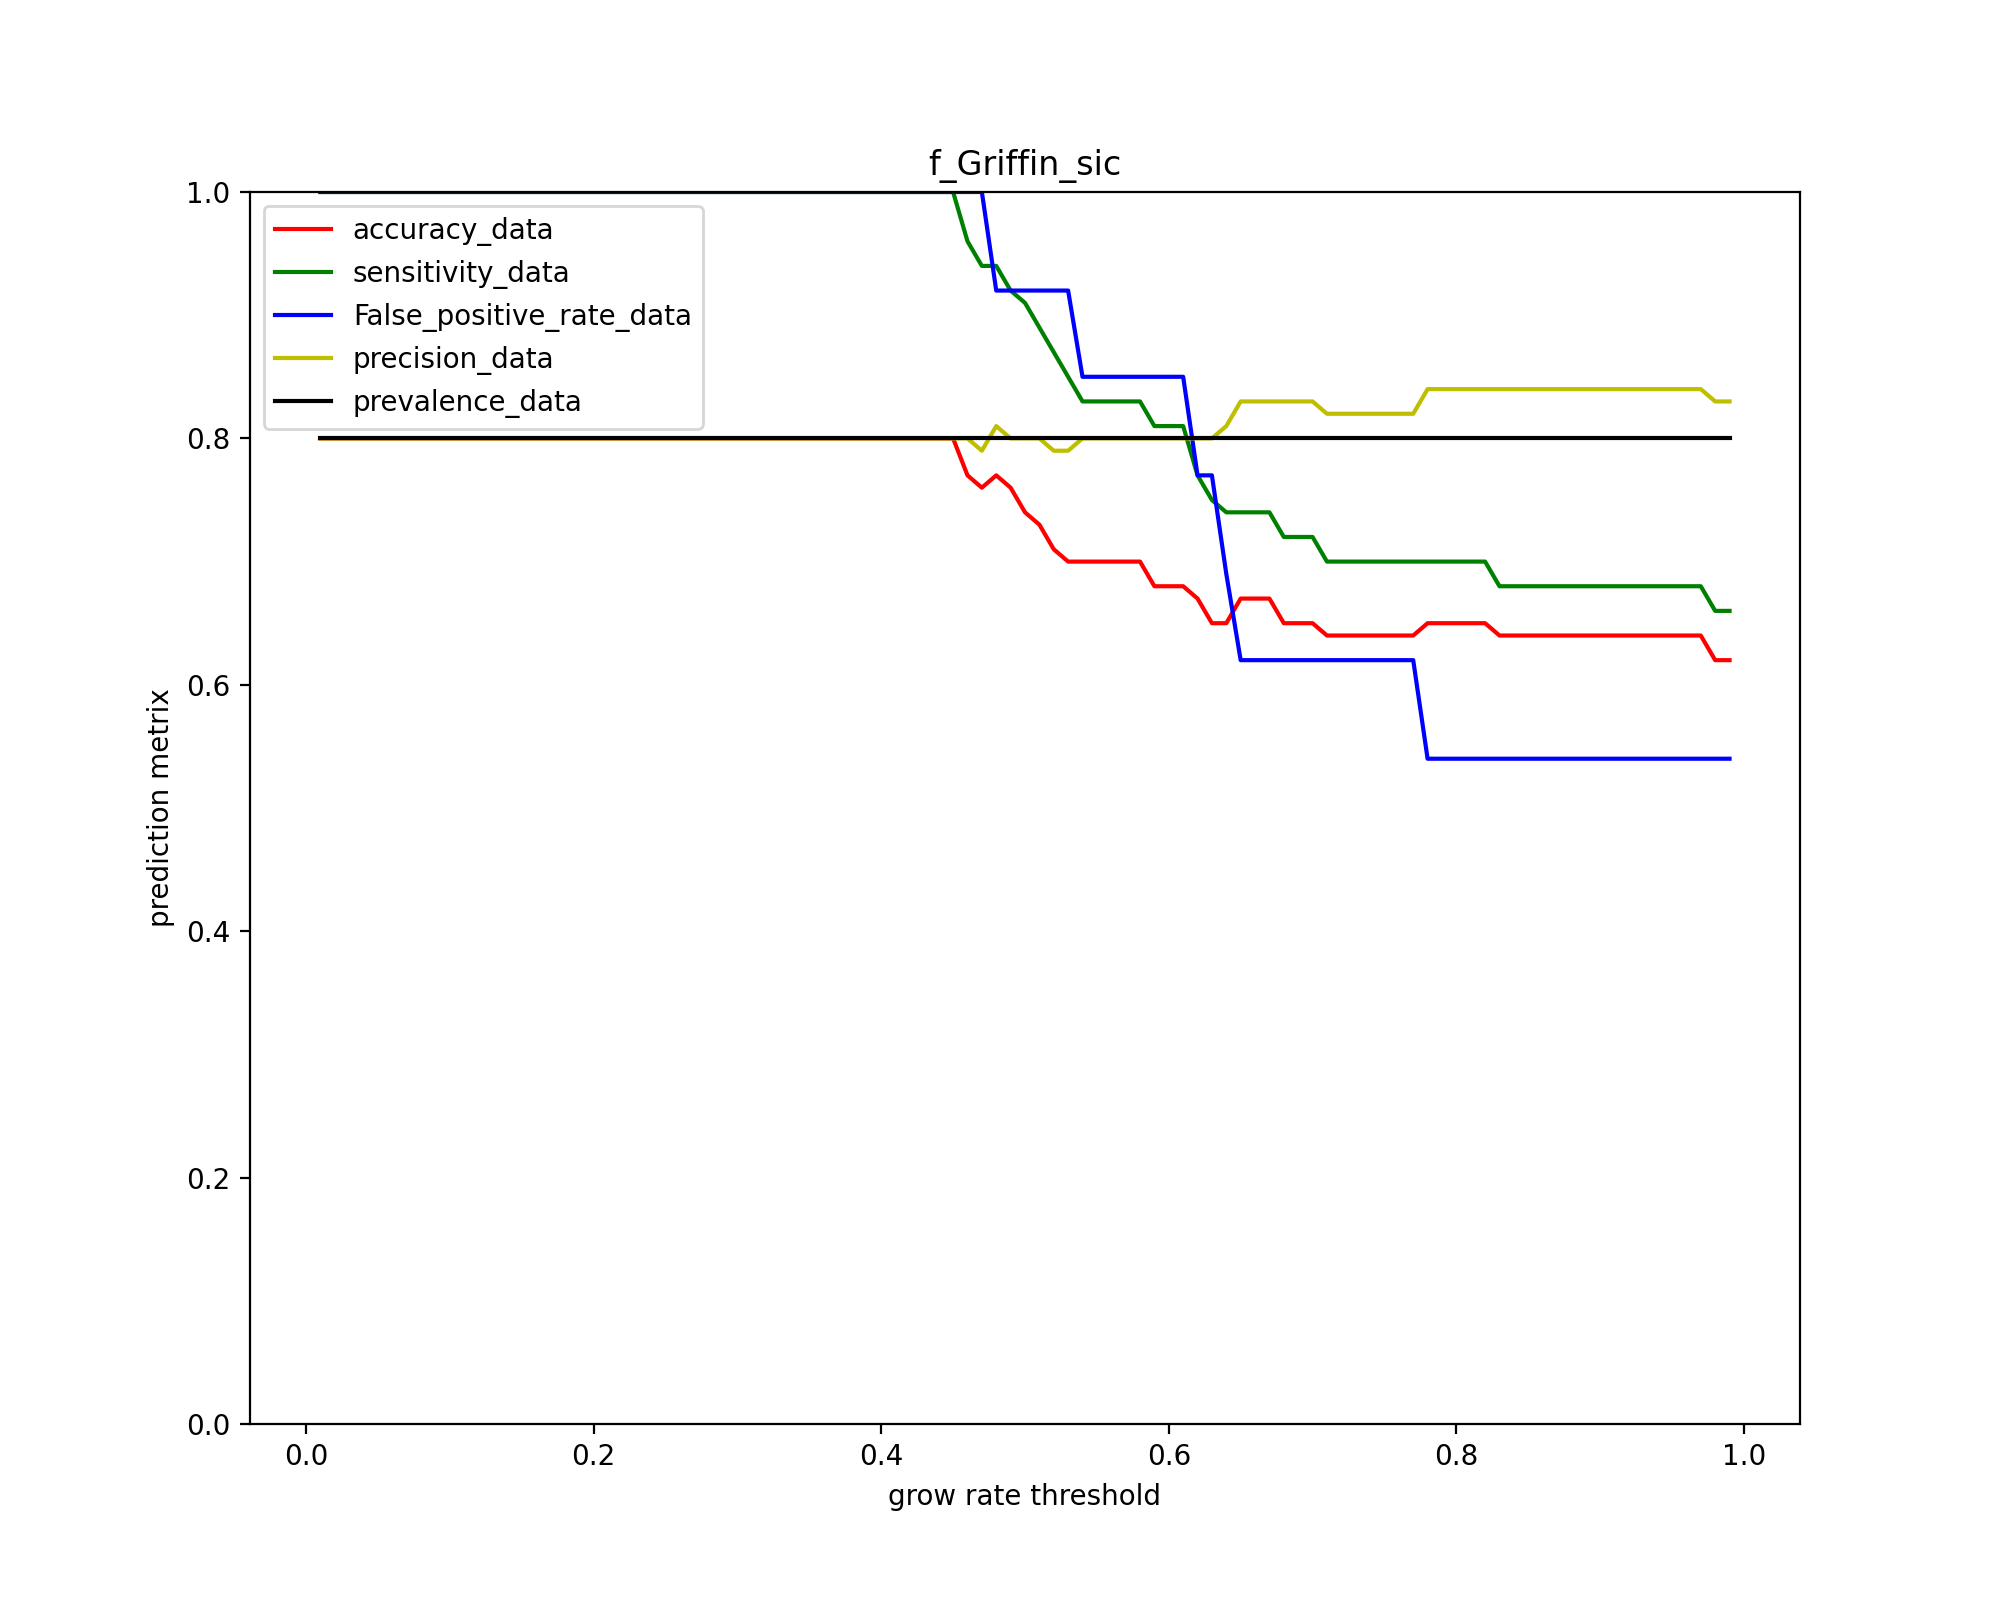 f_Griffin_sic
1.0
0.8
0.6
0.4
0.2
0.0
accuracy_data
sensitivity_data
False_positive_rate_data
precision_data
prevalence_data
prediction metrix
0.0 0.2 0.4 0.6 0.8 1.0
grow rate threshold